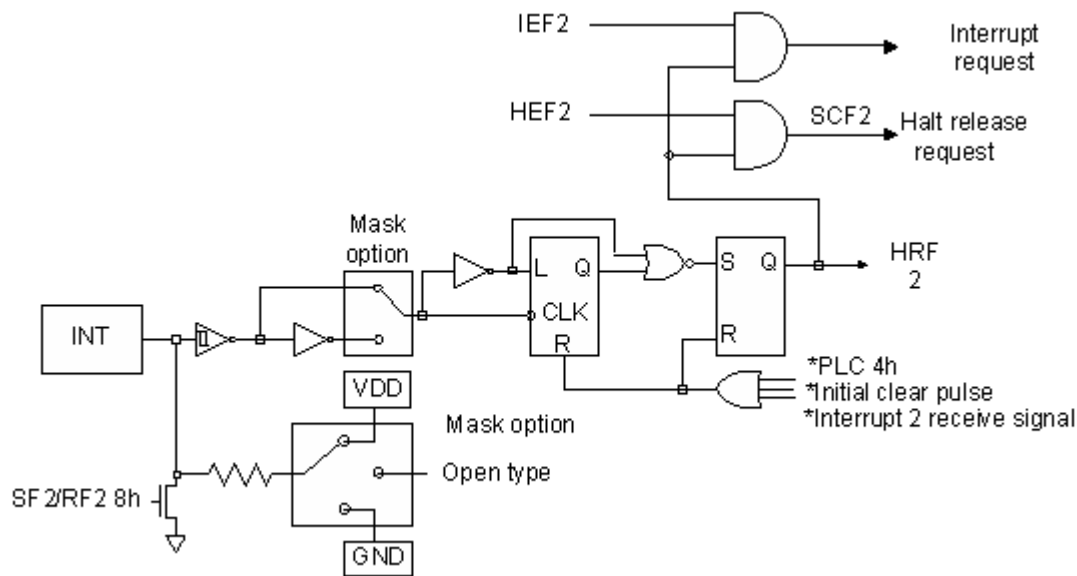 IEF2
Interrupt
request
HEF2
SCF2
Halt release
request
Mask
option
L
Q
CLK
R
S
Q
R
HRF
2
INT
*PLC 4h
*Initial clear pulse
*Interrupt 2 receive signal
VDD
Mask option
Open type
SF2/RF2 8h
GND